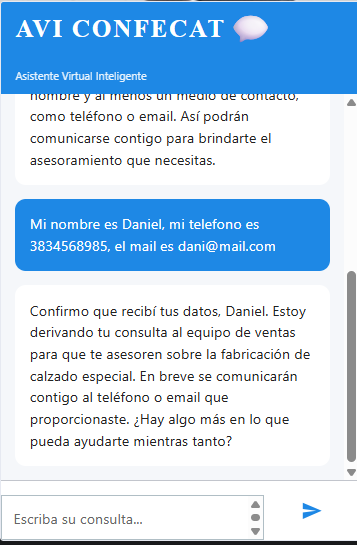 AVI CONFECAT
Asistente Virtual Inteligente
nombre y al menos un medio de contacto,
como teléfono o email. Así podrán
comunicarse contigo para brindarte el
asesoramiento que necesitas.
Mi nombre es Daniel, mi telefono es
3834568985, el mail es dani@mail.com
Confirmo que recibí tus datos, Daniel. Estoy
derivando tu consulta al equipo de ventas
para que te asesoren sobre la fabricación de
calzado especial. En breve se comunicarán
contigo al teléfono o email que
proporcionaste. ¿Hay algo más en lo que
pueda ayudarte mientras tanto?
Escriba su consulta...